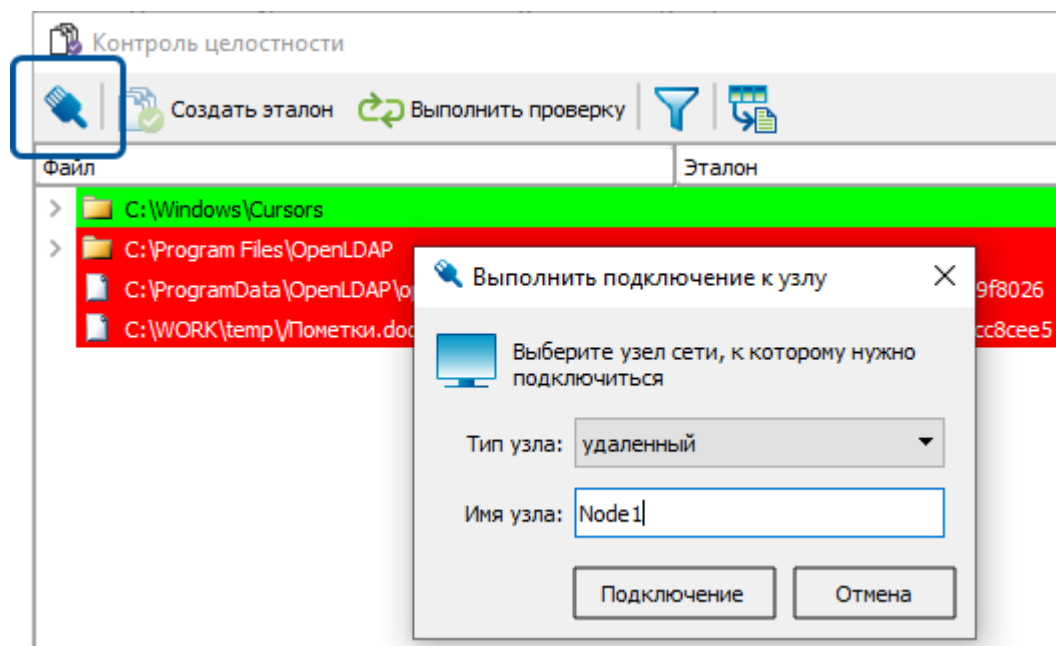 Контроль целостности
Создать эталон Выполнить проверку
Файл Эталон
C:\Windows\Cursors
C:\Program Files\OpenLDAP
C:\ProgramData\OpenLDAP\ 9f8026
C:\WORK\temp\Пометки.doc cc8cee5
Выполнить подключение к узлу
Выберите узел сети, к которому нужно
подключиться
Тип узла: удаленный
Имя узла: Node1
Подключение Отмена